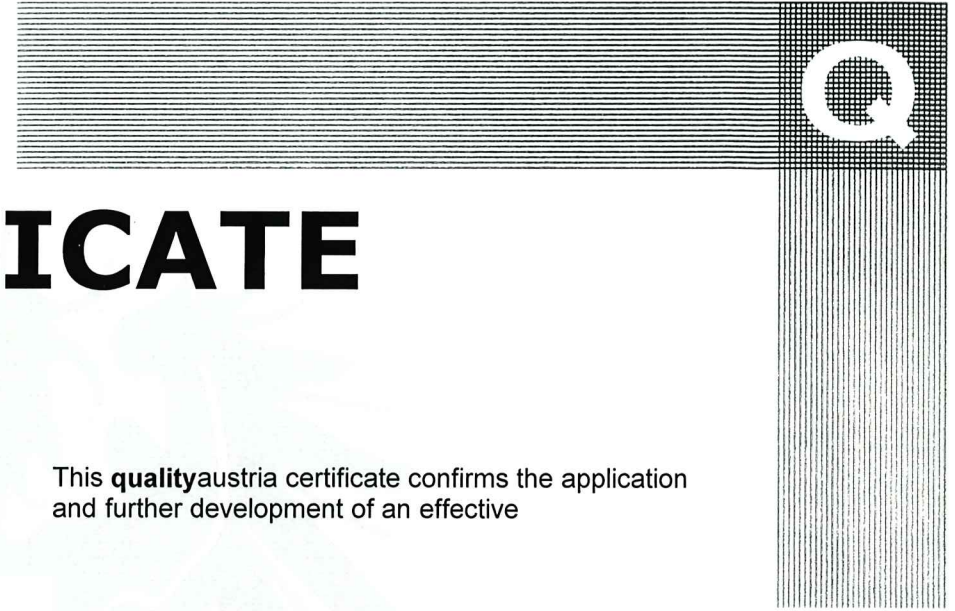 Q
ICATE
This qualityaustria certificate confirms the application
and further development of an effective